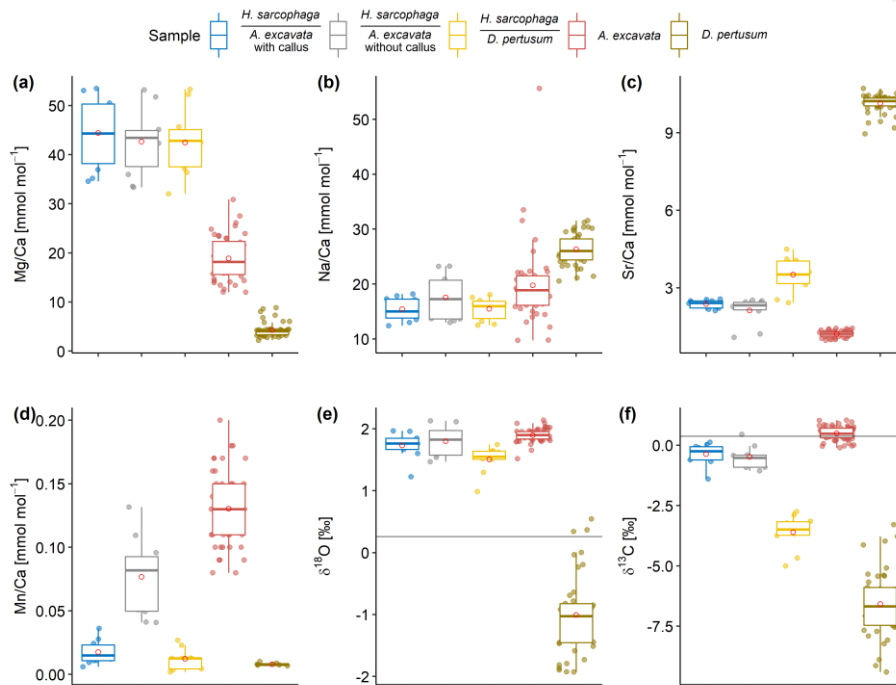 Sample
H. sarcophaga
A. excavata
with callus
H. sarcophaga
A. excavata
without callus
H. sarcophaga
D. pertusum
A. excavata
D. pertusum
(a)
Mg/Ca [mmol mol⁻¹]
50
40
30
20
10
0
(b)
Na/Ca [mmol mol⁻¹]
50
40
30
20
10
(c)
Sr/Ca [mmol mol⁻¹]
9
6
3
(d)
Mn/Ca [mmol mol⁻¹]
0.20
0.15
0.10
0.05
0.00
(e)
δ¹⁸O [‰]
2
1
0
-1
-2
(f)
δ¹³C [‰]
0.0
-2.5
-5.0
-7.5